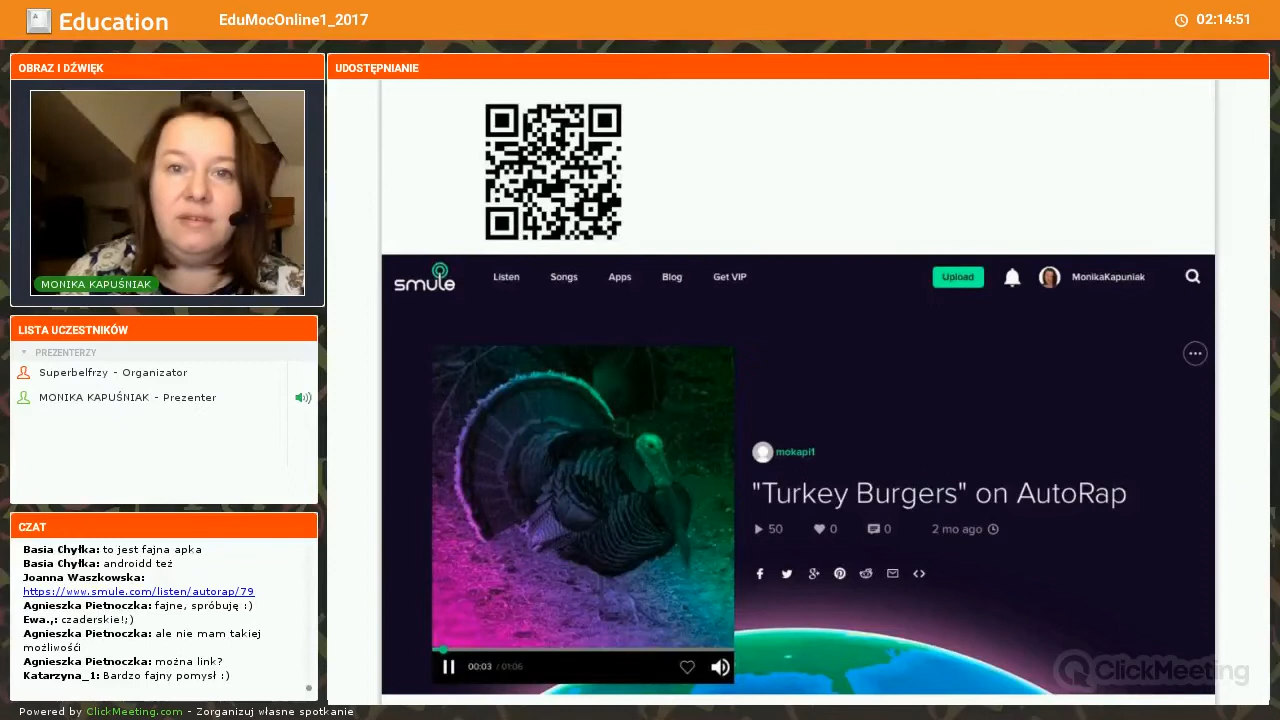 A
Education
EduMocOnline1_2017
02:14:51
OBRAZ I DŹWIĘK
MONIKA KAPUŚNIAK
LISTA UCZESTNIKÓW
PREZENTERZY
Superbelfrzy - Organizator
MONIKA KAPUŚNIAK - Prezenter
CZAT
Basia Chyłka: to jest fajna apka
Basia Chyłka: androidd też
Joanna Waszkowska:
https://www.smule.com/listen/autorap/79
Agnieszka Pietnoczka: fajne, spróbuję :)
Ewa.,: czaderskie!;)
Agnieszka Pietnoczka: ale nie mam takiej
możliwośći
Agnieszka Pietnoczka: można link?
Katarzyna_1: Bardzo fajny pomysł :)
Powered by ClickMeeting.com - Zorganizuj własne spotkanie
UDOSTĘPNIANIE
smule
Listen Songs Apps Blog Get VIP Upload MonikaKapuniak
mokapi1
"Turkey Burgers" on AutoRap
50 0 0 2 mo ago
00:03 / 01:06
ClickMeeting